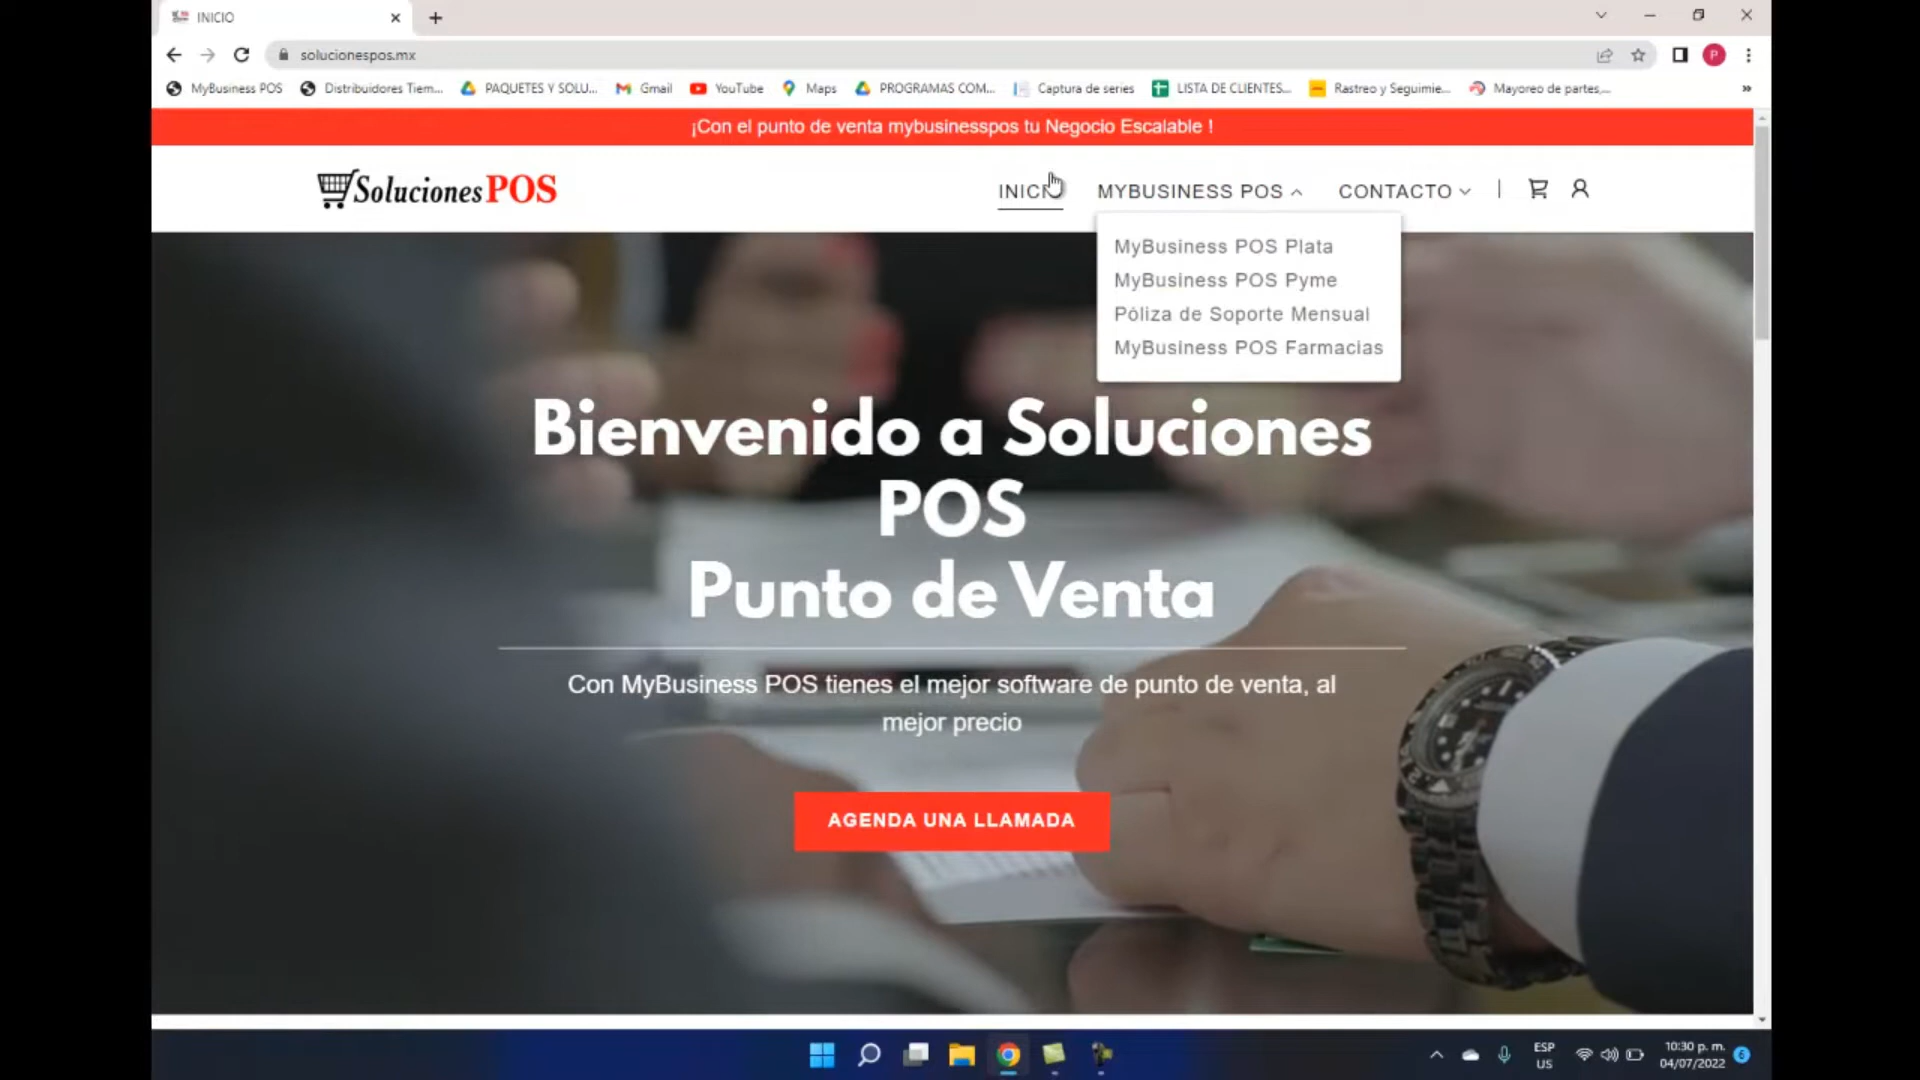 INICIO
solucionespos.mx
P
MyBusiness POS
Distribuidores Tiem...
PAQUETES Y SOLU...
Gmail
YouTube
Maps
PROGRAMAS COM...
Captura de series
LISTA DE CLIENTES...
Rastreo y Seguimie...
Mayoreo de partes,...
»
¡Con el punto de venta mybusinesspos tu Negocio Escalable !
Soluciones POS
INICI
MYBUSINESS POS
CONTACTO
MyBusiness POS Plata
MyBusiness POS Pyme
Póliza de Soporte Mensual
MyBusiness POS Farmacias
Bienvenido a Soluciones
POS
Punto de Venta
Con MyBusiness POS tienes el mejor software de punto de venta, al
mejor precio
AGENDA UNA LLAMADA
ESP
US
10:30 p. m.
04/07/2022
6